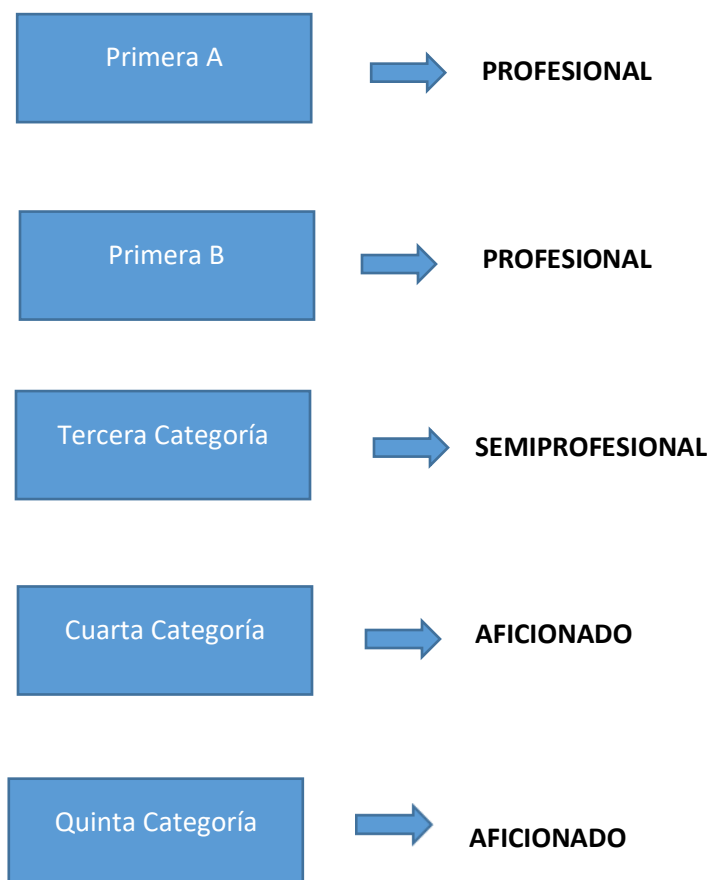 Primera A
PROFESIONAL
Primera B
PROFESIONAL
Tercera Categoría
SEMIPROFESIONAL
Cuarta Categoría
AFICIONADO
Quinta Categoría
AFICIONADO